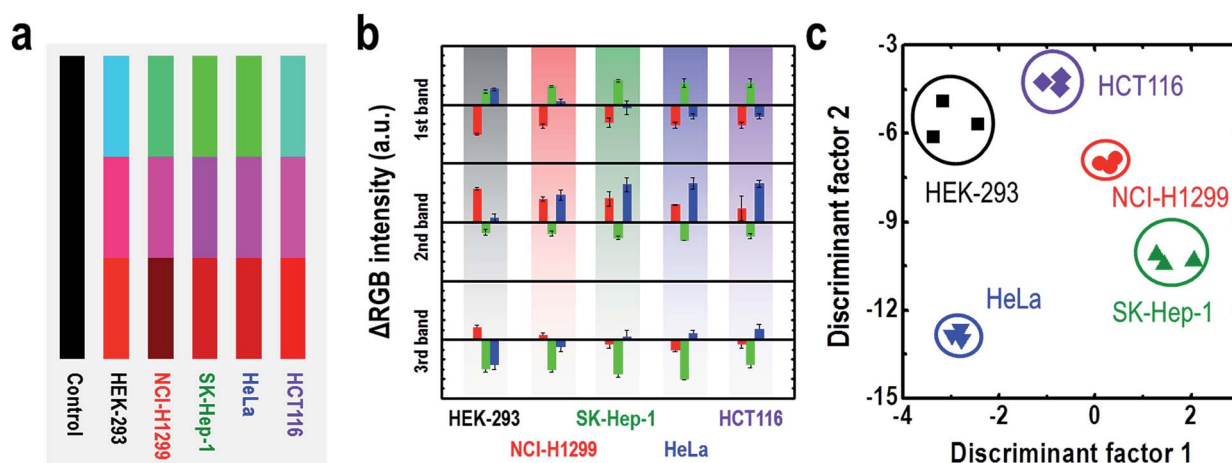 a
Control
HEK-293
NCI-H1299
SK-Hep-1
HeLa
HCT116
b
ΔRGB intensity (a.u.)
1st band
2nd band
3rd band
HEK-293
SK-Hep-1
HCT116
NCI-H1299
HeLa
c
Discriminant factor 2
-3
-6
-9
-12
-15
HCT116
HEK-293
NCI-H1299
SK-Hep-1
HeLa
-4
-2
0
2
Discriminant factor 1